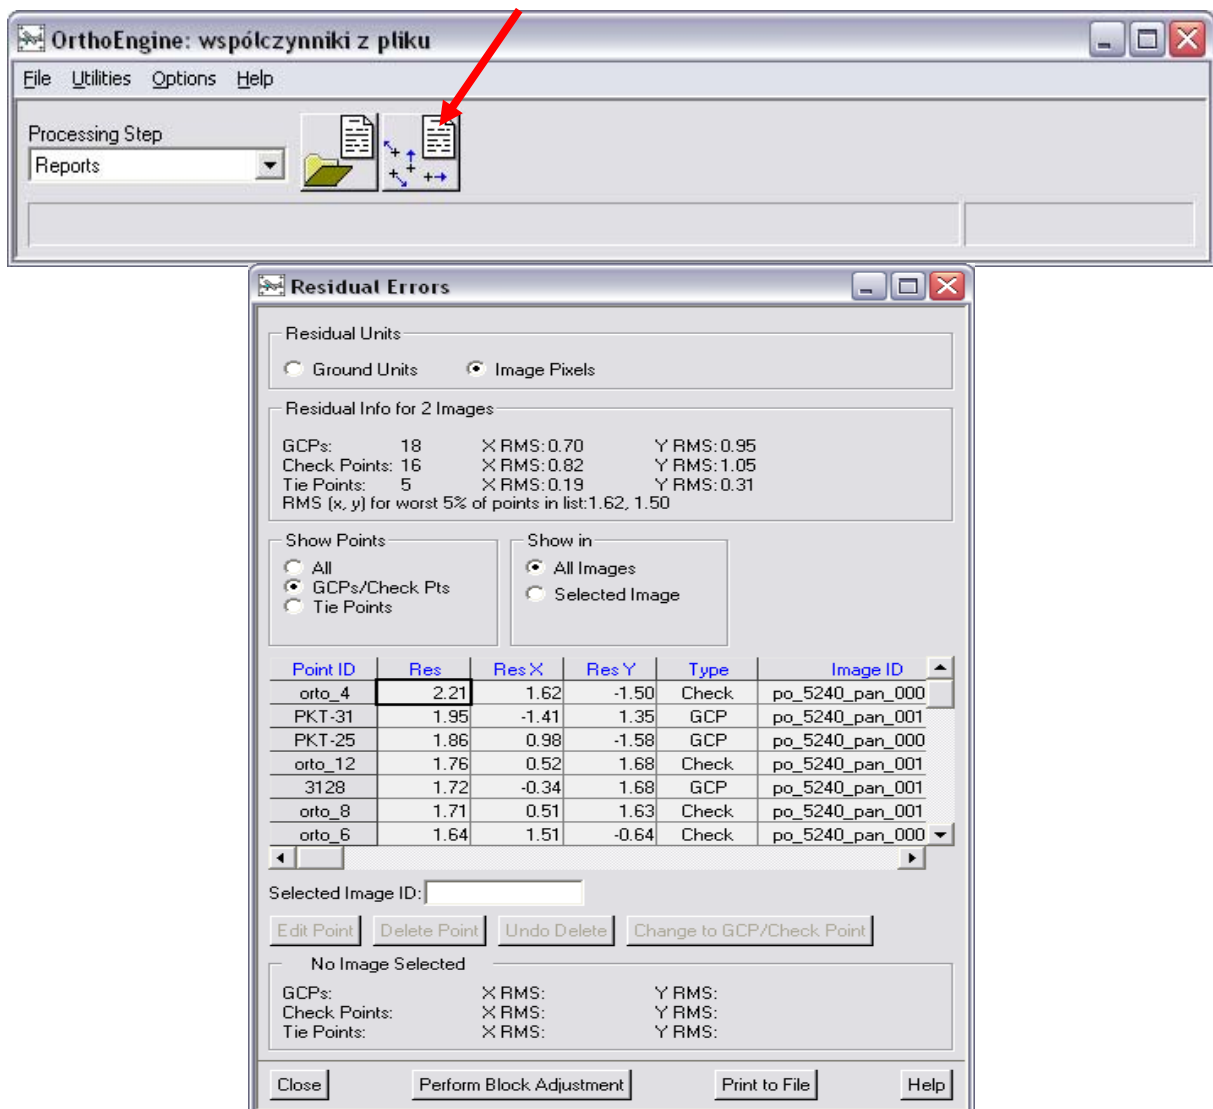 OrthoEngine: wspólczynniki z pliku
File Utilities Options Help
Processing Step
Reports
Residual Errors
Residual Units
Ground Units Image Pixels
Residual Info for 2 Images
GCPs: 18 X RMS:0.70 Y RMS:0.95
Check Points: 16 X RMS:0.82 Y RMS:1.05
Tie Points: 5 X RMS:0.19 Y RMS:0.31
RMS (x, y) for worst 5% of points in list:1.62, 1.50
Show Points Show in
All All Images
GCPs/Check Pts Selected Image
Tie Points
Point ID Res Res X Res Y Type Image ID
orto_4 2.21 1.62 -1.50 Check po_5240_pan_000
PKT-31 1.95 -1.41 1.35 GCP po_5240_pan_001
PKT-25 1.86 0.98 -1.58 GCP po_5240_pan_000
orto_12 1.76 0.52 1.68 Check po_5240_pan_001
3128 1.72 -0.34 1.68 GCP po_5240_pan_001
orto_8 1.71 0.51 1.63 Check po_5240_pan_001
orto_6 1.64 1.51 -0.64 Check po_5240_pan_000
Selected Image ID:
Edit Point Delete Point Undo Delete Change to GCP/Check Point
No Image Selected
GCPs: X RMS: Y RMS:
Check Points: X RMS: Y RMS:
Tie Points: X RMS: Y RMS:
Close Perform Block Adjustment Print to File Help